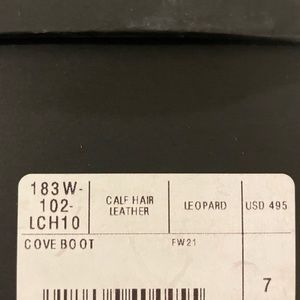 183W-
102-
LCH10
CALF HAIR
LEATHER
LEOPARD
USD 495
COVE BOOT
FW21
7